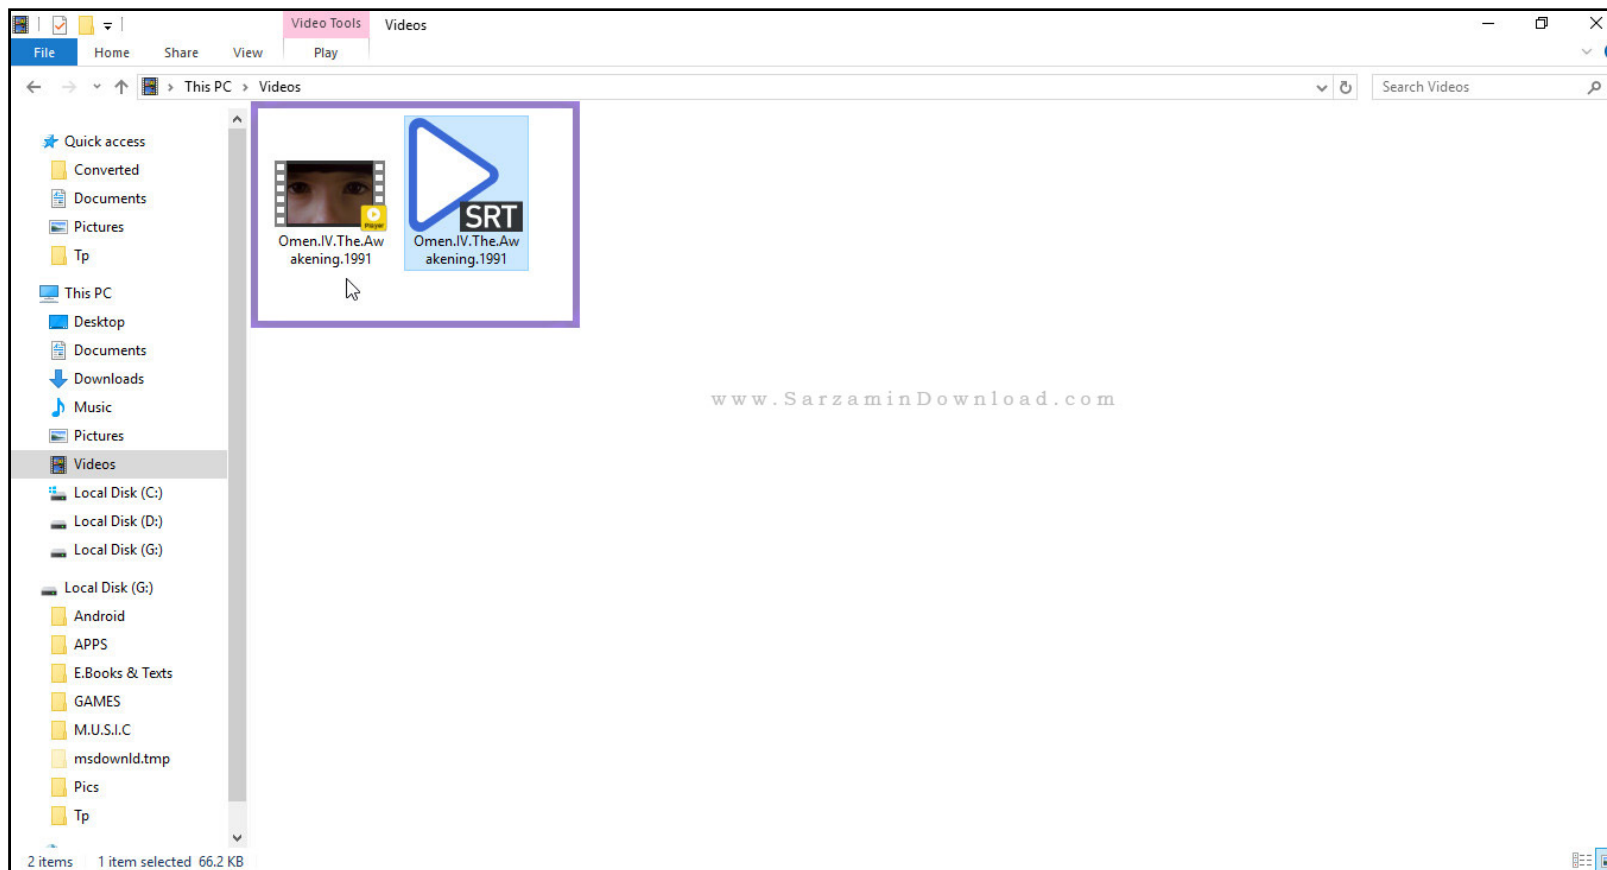 Video Tools
Videos
File
Home
Share
View
Play
This PC
Videos
Search Videos
Quick access
Converted
Documents
Pictures
Tp
This PC
Desktop
Documents
Downloads
Music
Pictures
Videos
Local Disk (C:)
Local Disk (D:)
Local Disk (G:)
Local Disk (G:)
Android
APPS
E.Books & Texts
GAMES
M.U.S.I.C
msdownld.tmp
Pics
Tp
Player
Omen.IV.The.Aw
akening.1991
SRT
Omen.IV.The.Aw
akening.1991
www.SarzaminDownload.com
2 items
1 item selected 66.2 KB